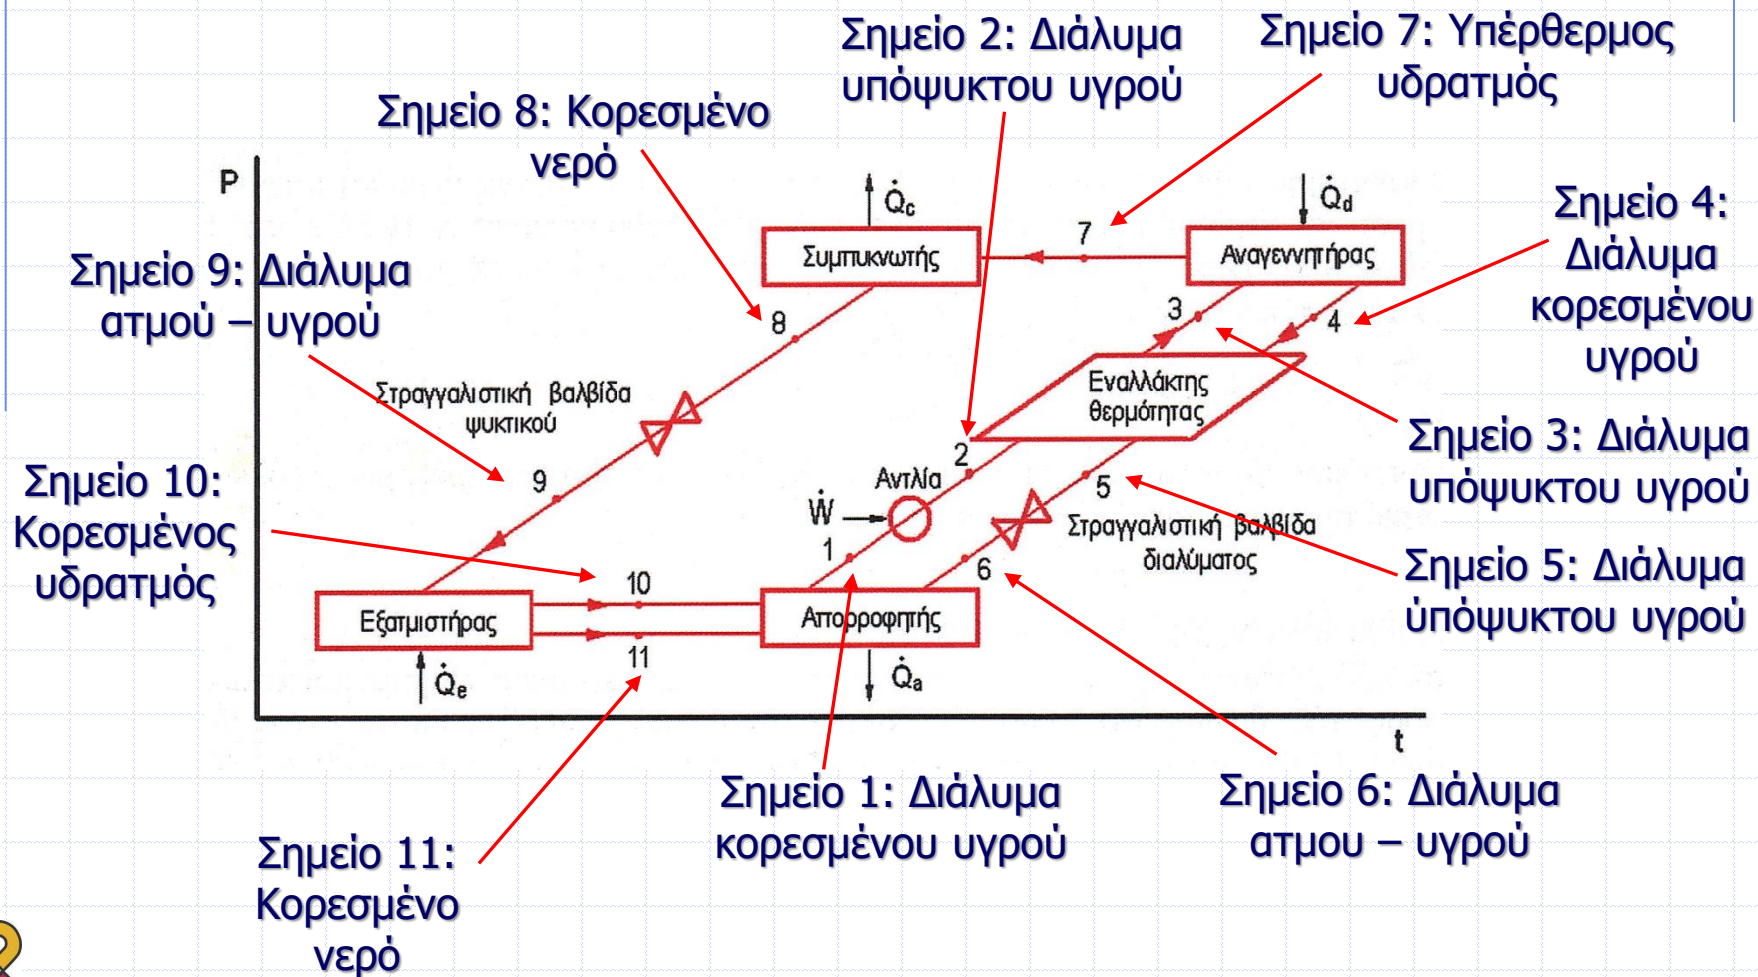 Σημείο 2: Διάλυμα
υπόψυκτου υγρού
Σημείο 7: Υπέρθερμος
υδρατμός
Σημείο 8: Κορεσμένο
νερό
P
Q̇c
Q̇d
Σημείο 4:
Διάλυμα
κορεσμένου
υγρού
7
Συμπυκνωτής
Αναγεννητήρας
Σημείο 9: Διάλυμα
ατμού – υγρού
8
3
4
Στραγγαλιστική βαλβίδα
ψυκτικού
Εναλλάκτης
θερμότητας
Σημείο 3: Διάλυμα
υπόψυκτου υγρού
Σημείο 10:
Κορεσμένος
υδρατμός
9
2
Αντλία
5
Ẇ
Στραγγαλιστική βαλβίδα
διαλύματος
1
6
Σημείο 5: Διάλυμα
ύπόψυκτου υγρού
10
Εξατμιστήρας
Απορροφητής
11
Q̇e
Q̇a
t
Σημείο 1: Διάλυμα
κορεσμένου υγρού
Σημείο 6: Διάλυμα
ατμου – υγρού
Σημείο 11:
Κορεσμένο
νερό